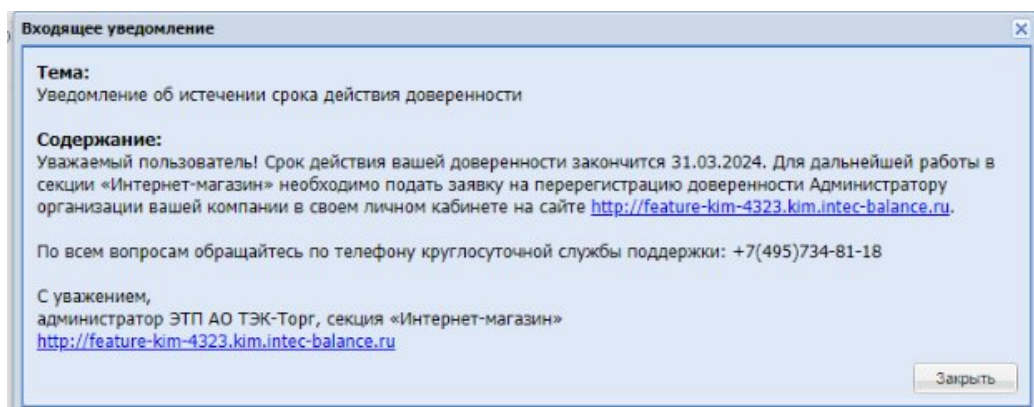 Входящее уведомление
Тема:
Уведомление об истечении срока действия доверенности
Содержание:
Уважаемый пользователь! Срок действия вашей доверенности закончится 31.03.2024. Для дальнейшей работы в
секции «Интернет-магазин» необходимо подать заявку на перерегистрацию доверенности Администратору
организации вашей компании в своем личном кабинете на сайте http://feature-kim-4323.kim.intec-balance.ru.
По всем вопросам обращайтесь по телефону круглосуточной службы поддержки: +7(495)734-81-18
С уважением,
администратор ЭТП АО ТЭК-Торг, секция «Интернет-магазин»
http://feature-kim-4323.kim.intec-balance.ru
Закрыть